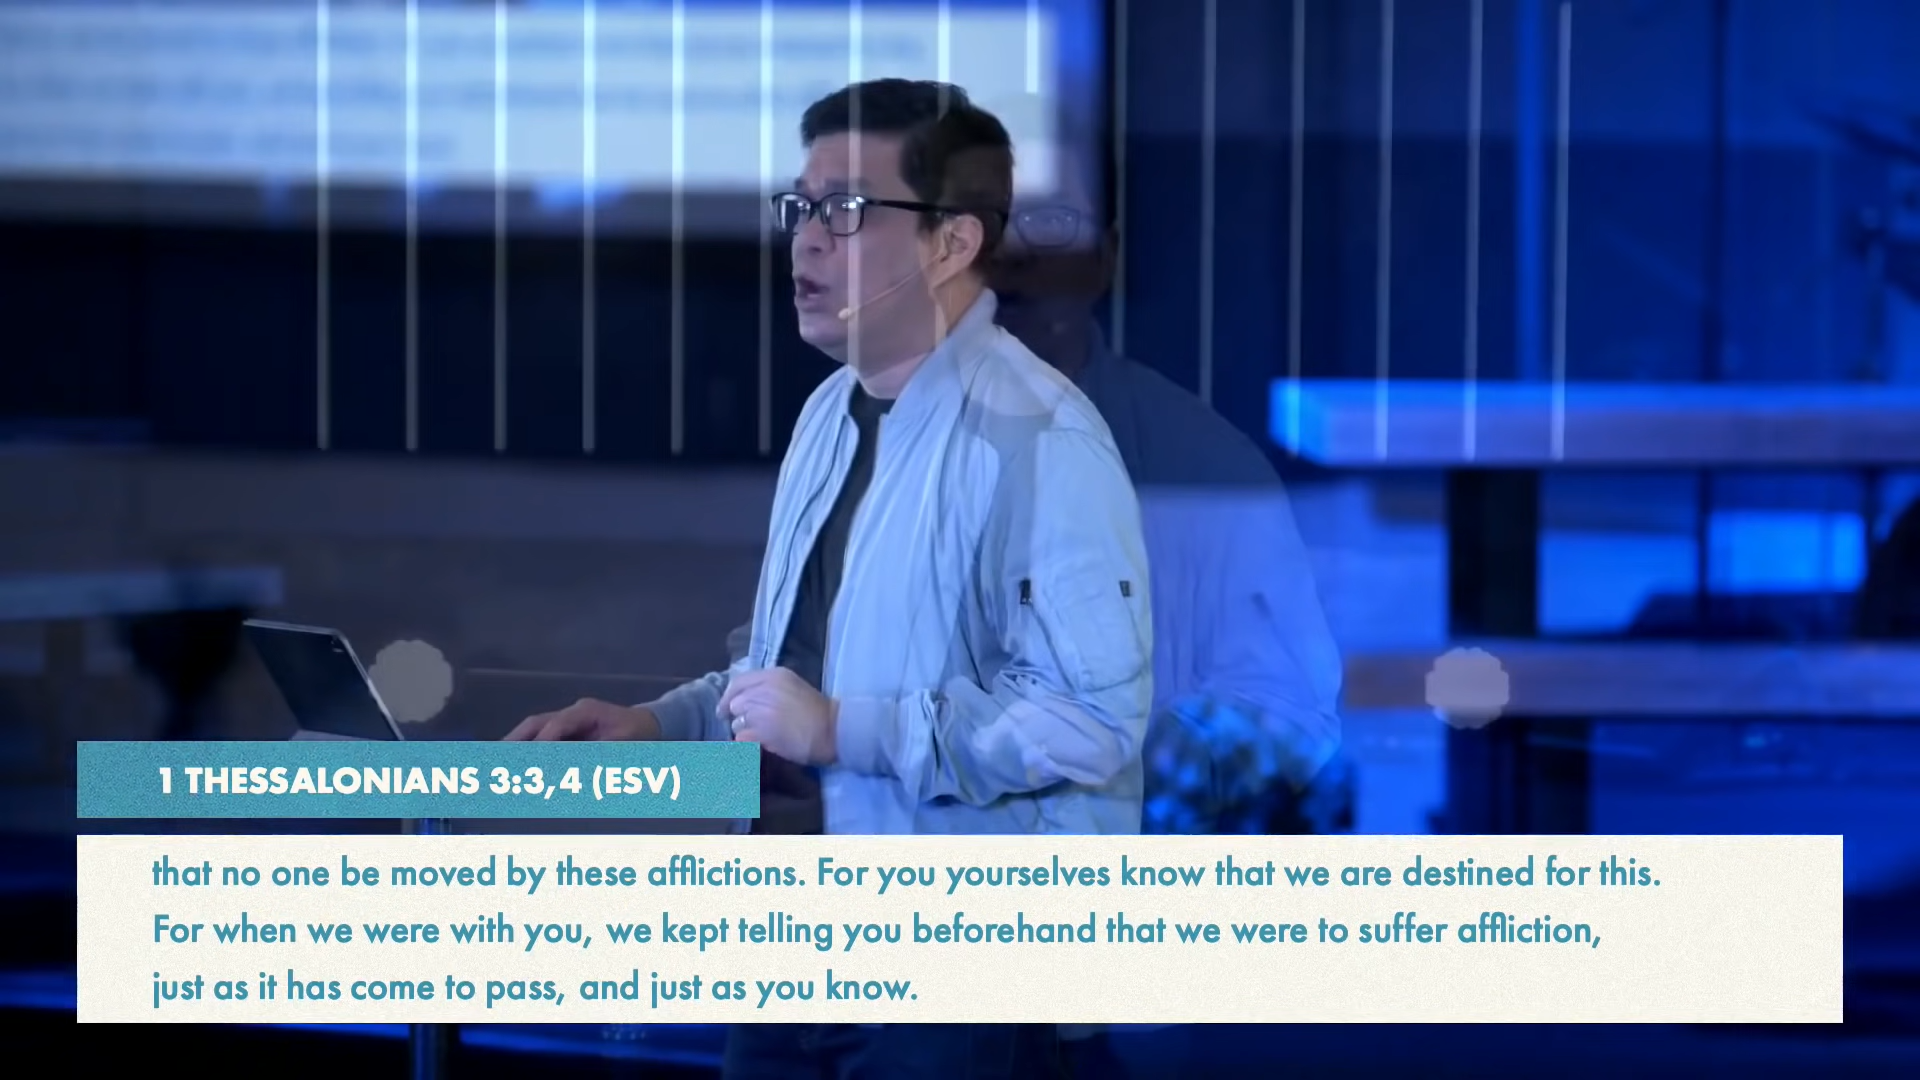 1 THESSALONIANS 3:3,4 (ESV)
that no one be moved by these afflictions. For you yourselves know that we are destined for this.
For when we were with you, we kept telling you beforehand that we were to suffer affliction,
just as it has come to pass, and just as you know.